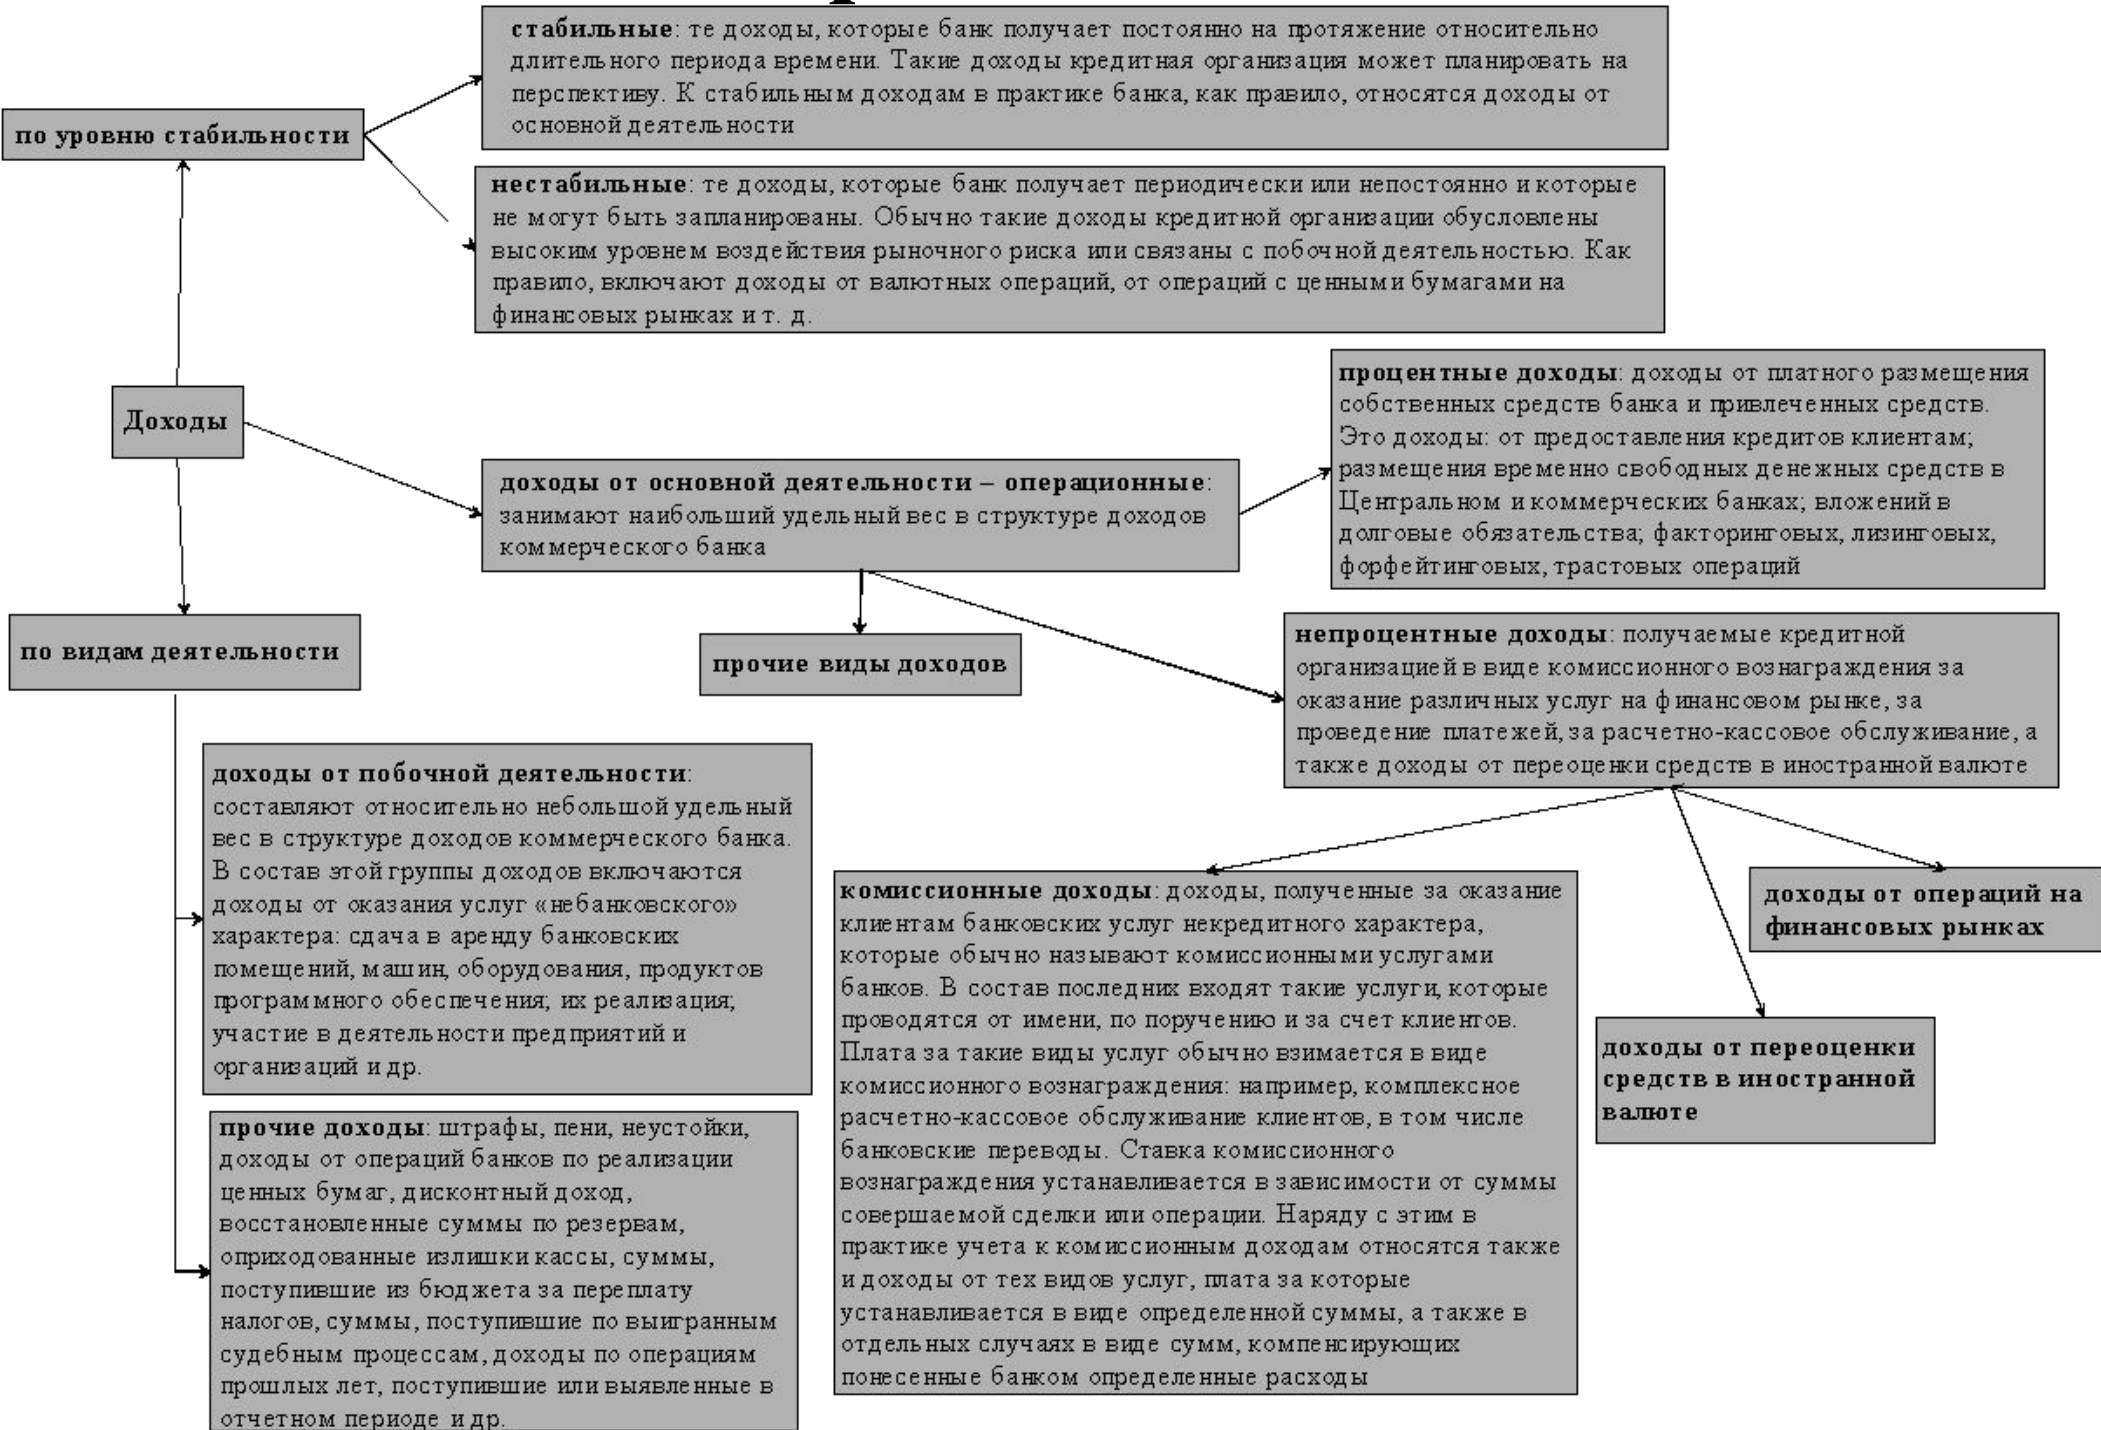 стабильные: те доходы, которые банк получает постоянно на протяжение относительно
длительного периода времени. Такие доходы кредитная организация может планировать на
перспективу. К стабильным доходам в практике банка, как правило, относятся доходы от
основной деятельности
по уровню стабильности
нестабильные: те доходы, которые банк получает периодически или непостоянно и которые
не могут быть запланированы. Обычно такие доходы кредитной организации обусловлены
высоким уровнем воздействия рыночного риска или связаны с побочной деятельностью. Как
правило, включают доходы от валютных операций, от операций с ценными бумагами на
финансовых рынках и т. д.
Доходы
процентные доходы: доходы от платного размещения
собственных средств банка и привлеченных средств.
Это доходы: от предоставления кредитов клиентам;
размещения временно свободных денежных средств в
Центральном и коммерческих банках; вложений в
долговые обязательства; факторинговых, лизинговых,
форфейтинговых, трастовых операций
доходы от основной деятельности – операционные:
занимают наибольший удельный вес в структуре доходов
коммерческого банка
по видам деятельности
прочие виды доходов
непроцентные доходы: получаемые кредитной
организацией в виде комиссионного вознаграждения за
оказание различных услуг на финансовом рынке, за
проведение платежей, за расчетно-кассовое обслуживание, а
также доходы от переоценки средств в иностранной валюте
доходы от побочной деятельности:
составляют относительно небольшой удельный
вес в структуре доходов коммерческого банка.
В состав этой группы доходов включаются
доходы от оказания услуг «небанковского»
характера: сдача в аренду банковских
помещений, машин, оборудования, продуктов
программного обеспечения; их реализация;
участие в деятельности предприятий и
организаций и др.
комиссионные доходы: доходы, полученные за оказание
клиентам банковских услуг некредитного характера,
которые обычно называют комиссионными услугами
банков. В состав последних входят такие услуги, которые
проводятся от имени, по поручению и за счет клиентов.
Плата за такие виды услуг обычно взимается в виде
комиссионного вознаграждения: например, комплексное
расчетно-кассовое обслуживание клиентов, в том числе
банковские переводы. Ставка комиссионного
вознаграждения устанавливается в зависимости от суммы
совершаемой сделки или операции. Наряду с этим в
практике учета к комиссионным доходам относятся также
и доходы от тех видов услуг, плата за которые
устанавливается в виде определенной суммы, а также в
отдельных случаях в виде сумм, компенсирующих
понесенные банком определенные расходы
доходы от операций на
финансовых рынках
доходы от переоценки
средств в иностранной
валюте
прочие доходы: штрафы, пени, неустойки,
доходы от операций банков по реализации
ценных бумаг, дисконтный доход,
восстановленные суммы по резервам,
оприходованные излишки кассы, суммы,
поступившие из бюджета за переплату
налогов, суммы, поступившие по выигранным
судебным процессам, доходы по операциям
прошлых лет, поступившие или выявленные в
отчетном периоде и др.